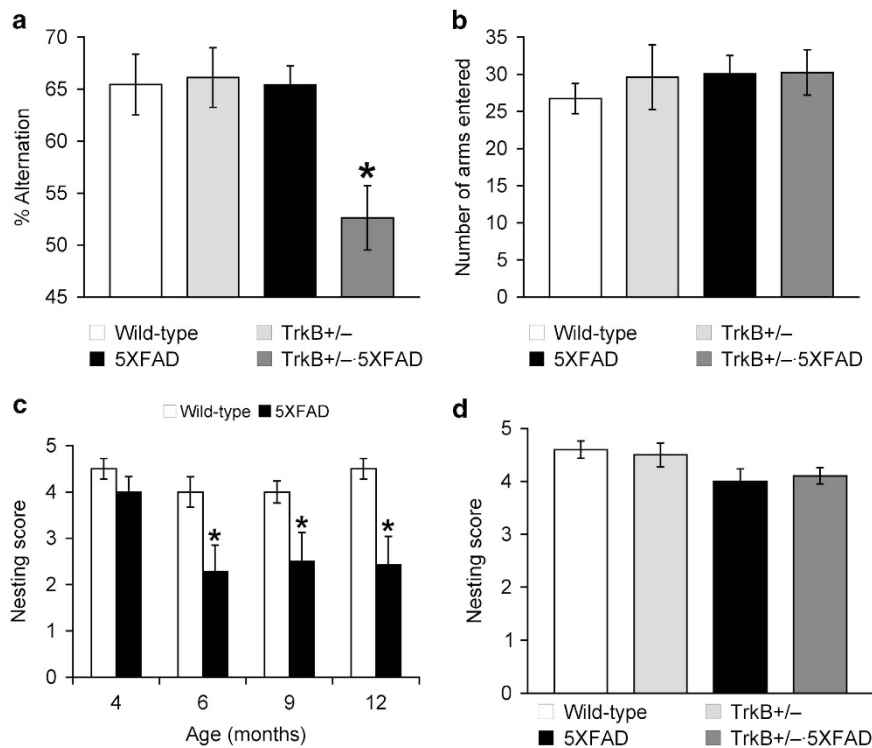 a
70
65
60
55
50
45
% Alternation
*
Wild-type TrkB+/–
5XFAD TrkB+/–·5XFAD
b
35
30
25
20
15
10
5
0
Number of arms entered
Wild-type TrkB+/–
5XFAD TrkB+/–·5XFAD
c
Wild-type 5XFAD
5
4
3
2
1
0
Nesting score
* * *
4 6 9 12
Age (months)
d
5
4
3
2
1
0
Nesting score
Wild-type TrkB+/–
5XFAD TrkB+/–·5XFAD